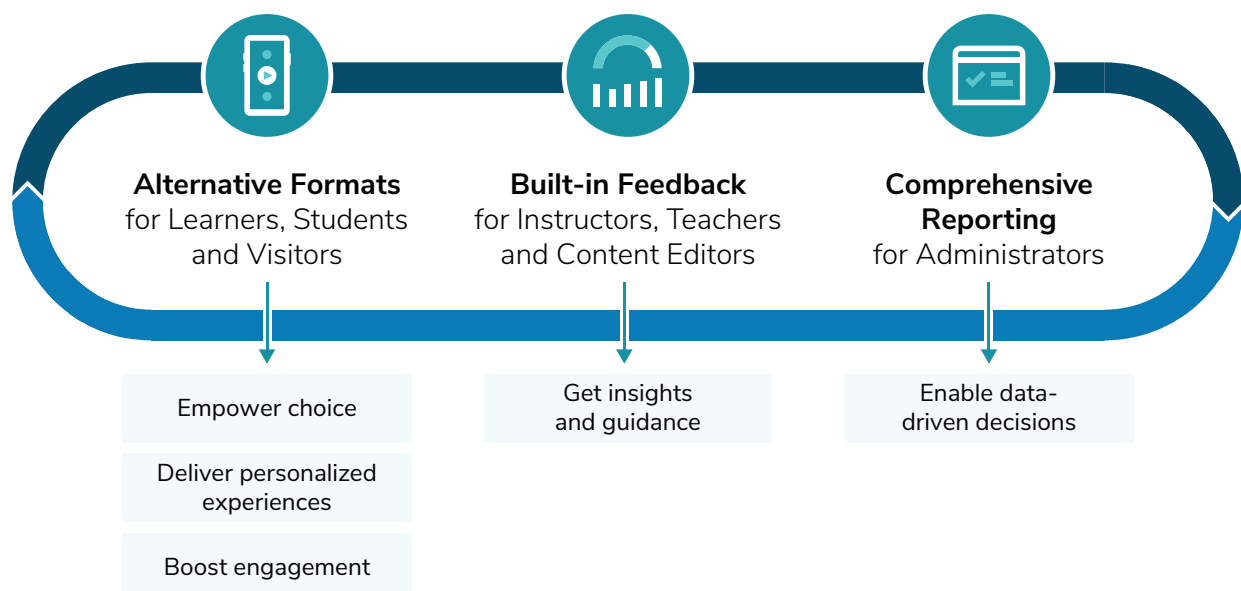 Alternative Formats
for Learners, Students
and Visitors
Built-in Feedback
for Instructors, Teachers
and Content Editors
Comprehensive
Reporting
for Administrators
Empower choice
Deliver personalized
experiences
Boost engagement
Get insights
and guidance
Enable data-
driven decisions